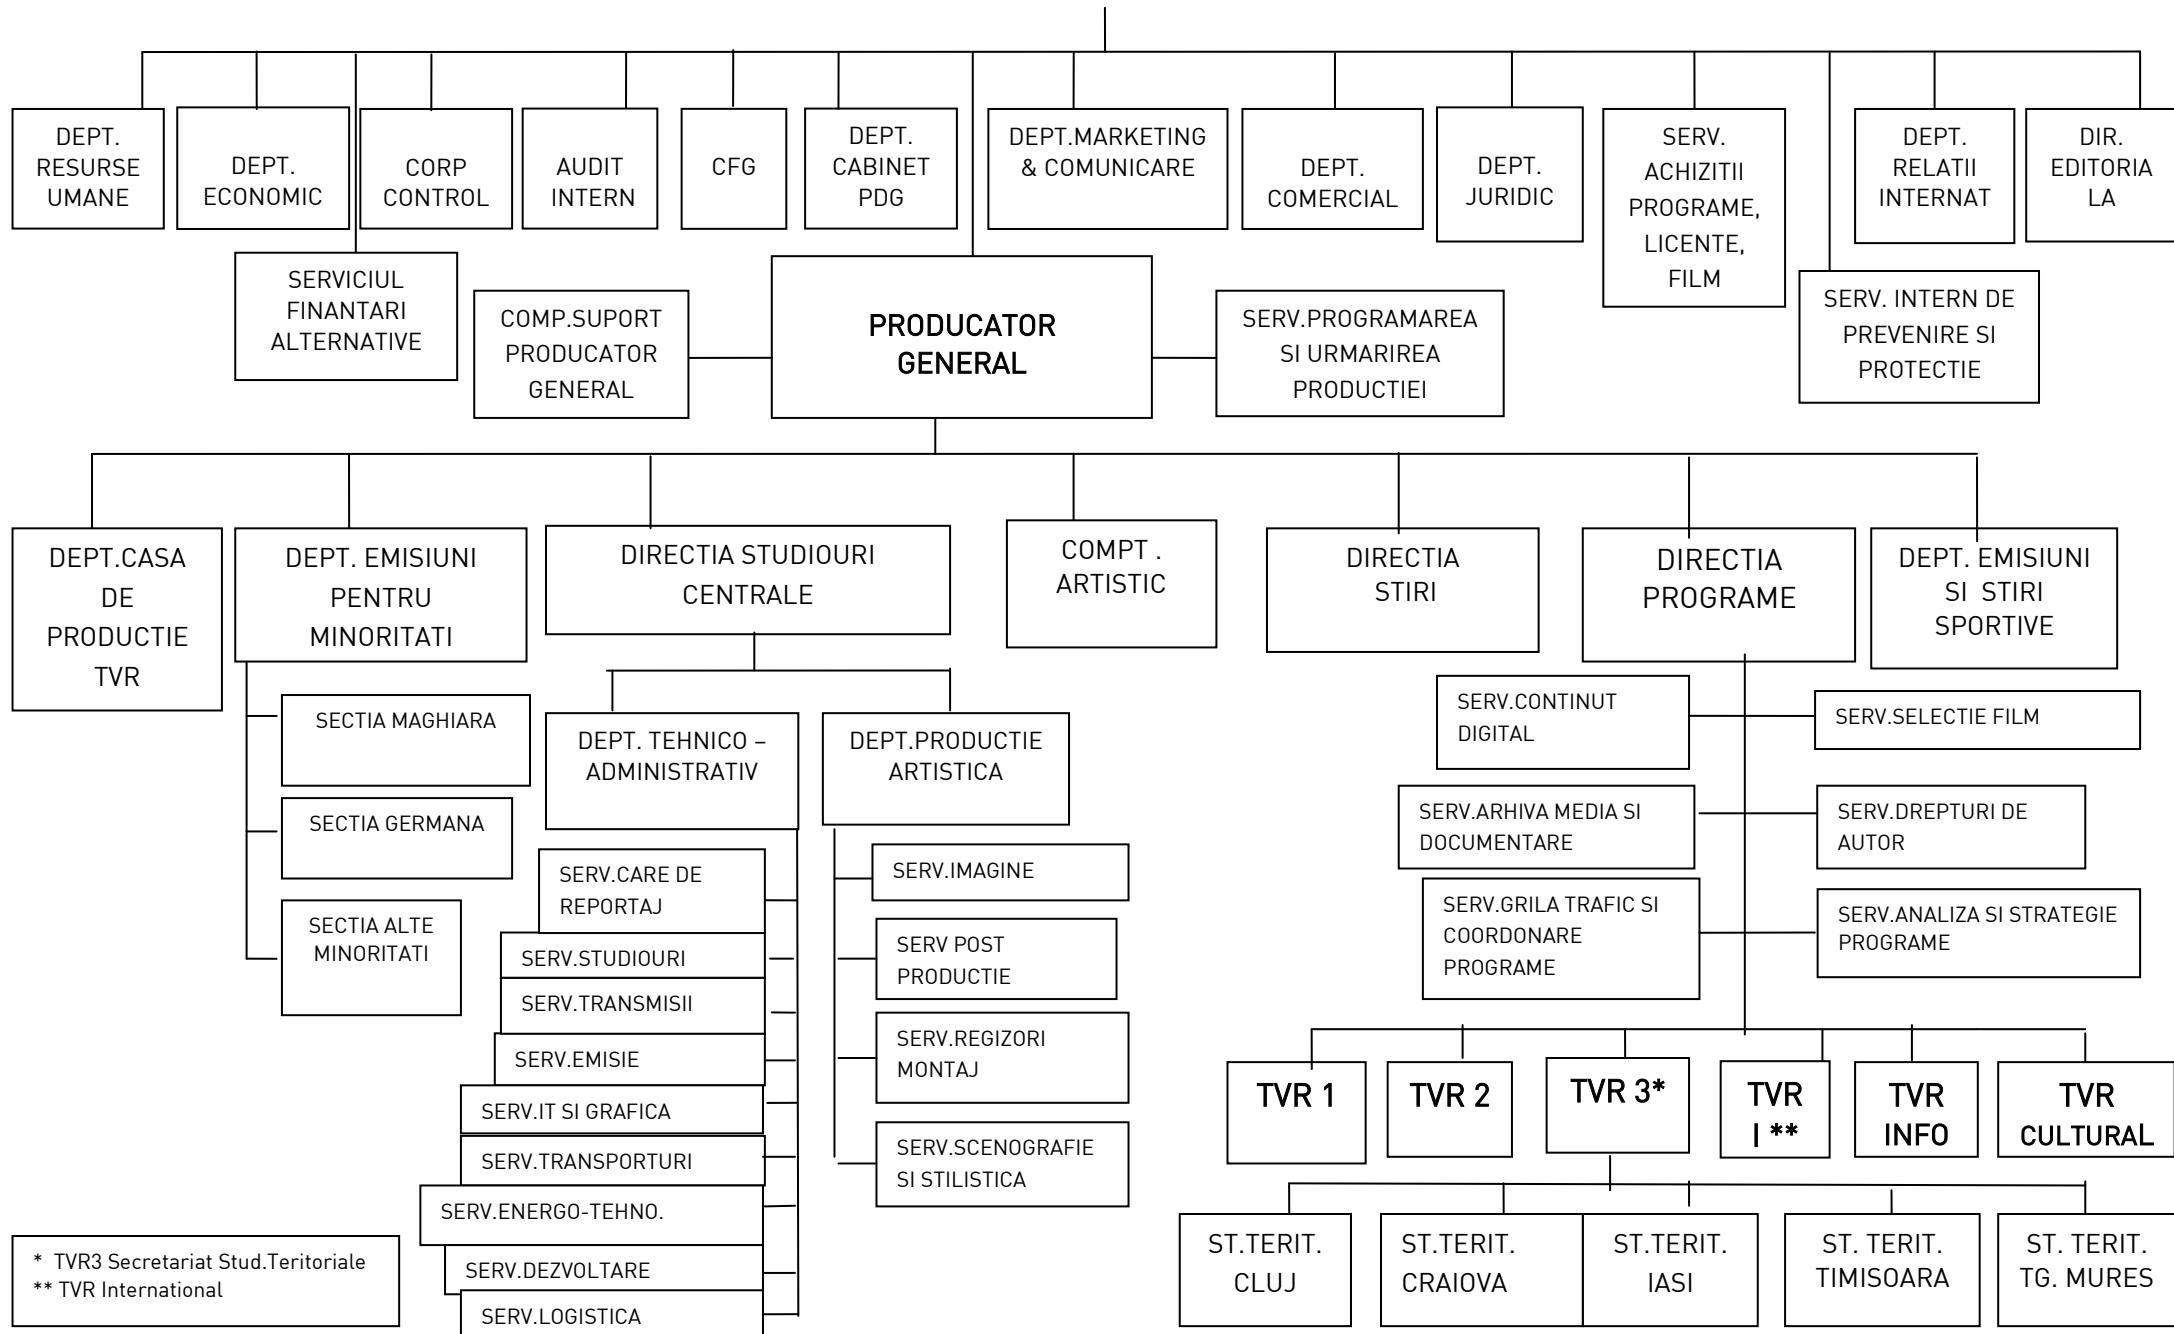 DEPT.
RESURSE
UMANE
DEPT.
ECONOMIC
CORP
CONTROL
AUDIT
INTERN
CFG
DEPT.
CABINET
PDG
DEPT.MARKETING
& COMUNICARE
DEPT.
COMERCIAL
DEPT.
JURIDIC
SERV.
ACHIZITII
PROGRAME,
LICENTE,
FILM
DEPT.
RELATII
INTERNAT
DIR.
EDITORIA
LA
SERVICIUL
FINANTARI
ALTERNATIVE
COMP.SUPORT
PRODUCATOR
GENERAL
PRODUCATOR
GENERAL
SERV.PROGRAMAREA
SI URMARIREA
PRODUCTIEI
SERV. INTERN DE
PREVENIRE SI
PROTECTIE
DEPT.CASA
DE
PRODUCTIE
TVR
DEPT. EMISIUNI
PENTRU
MINORITATI
DIRECTIA STUDIOURI
CENTRALE
COMPT .
ARTISTIC
DIRECTIA
STIRI
DIRECTIA
PROGRAME
DEPT. EMISIUNI
SI  STIRI
SPORTIVE
SECTIA MAGHIARA
SECTIA GERMANA
SECTIA ALTE
MINORITATI
DEPT. TEHNICO –
ADMINISTRATIV
DEPT.PRODUCTIE
ARTISTICA
SERV.CARE DE
REPORTAJ
SERV.STUDIOURI
SERV.TRANSMISII
SERV.EMISIE
SERV.IT SI GRAFICA
SERV.TRANSPORTURI
SERV.ENERGO-TEHNO.
SERV.DEZVOLTARE
SERV.LOGISTICA
SERV.IMAGINE
SERV POST
PRODUCTIE
SERV.REGIZORI
MONTAJ
SERV.SCENOGRAFIE
SI STILISTICA
SERV.CONTINUT
DIGITAL
SERV.SELECTIE FILM
SERV.ARHIVA MEDIA SI
DOCUMENTARE
SERV.DREPTURI DE
AUTOR
SERV.GRILA TRAFIC SI
COORDONARE
PROGRAME
SERV.ANALIZA SI STRATEGIE
PROGRAME
TVR 1
TVR 2
TVR 3*
TVR
I **
TVR
INFO
TVR
CULTURAL
ST.TERIT.
CLUJ
ST.TERIT.
CRAIOVA
ST.TERIT.
IASI
ST. TERIT.
TIMISOARA
ST. TERIT.
TG. MURES
*  TVR3 Secretariat Stud.Teritoriale
** TVR International